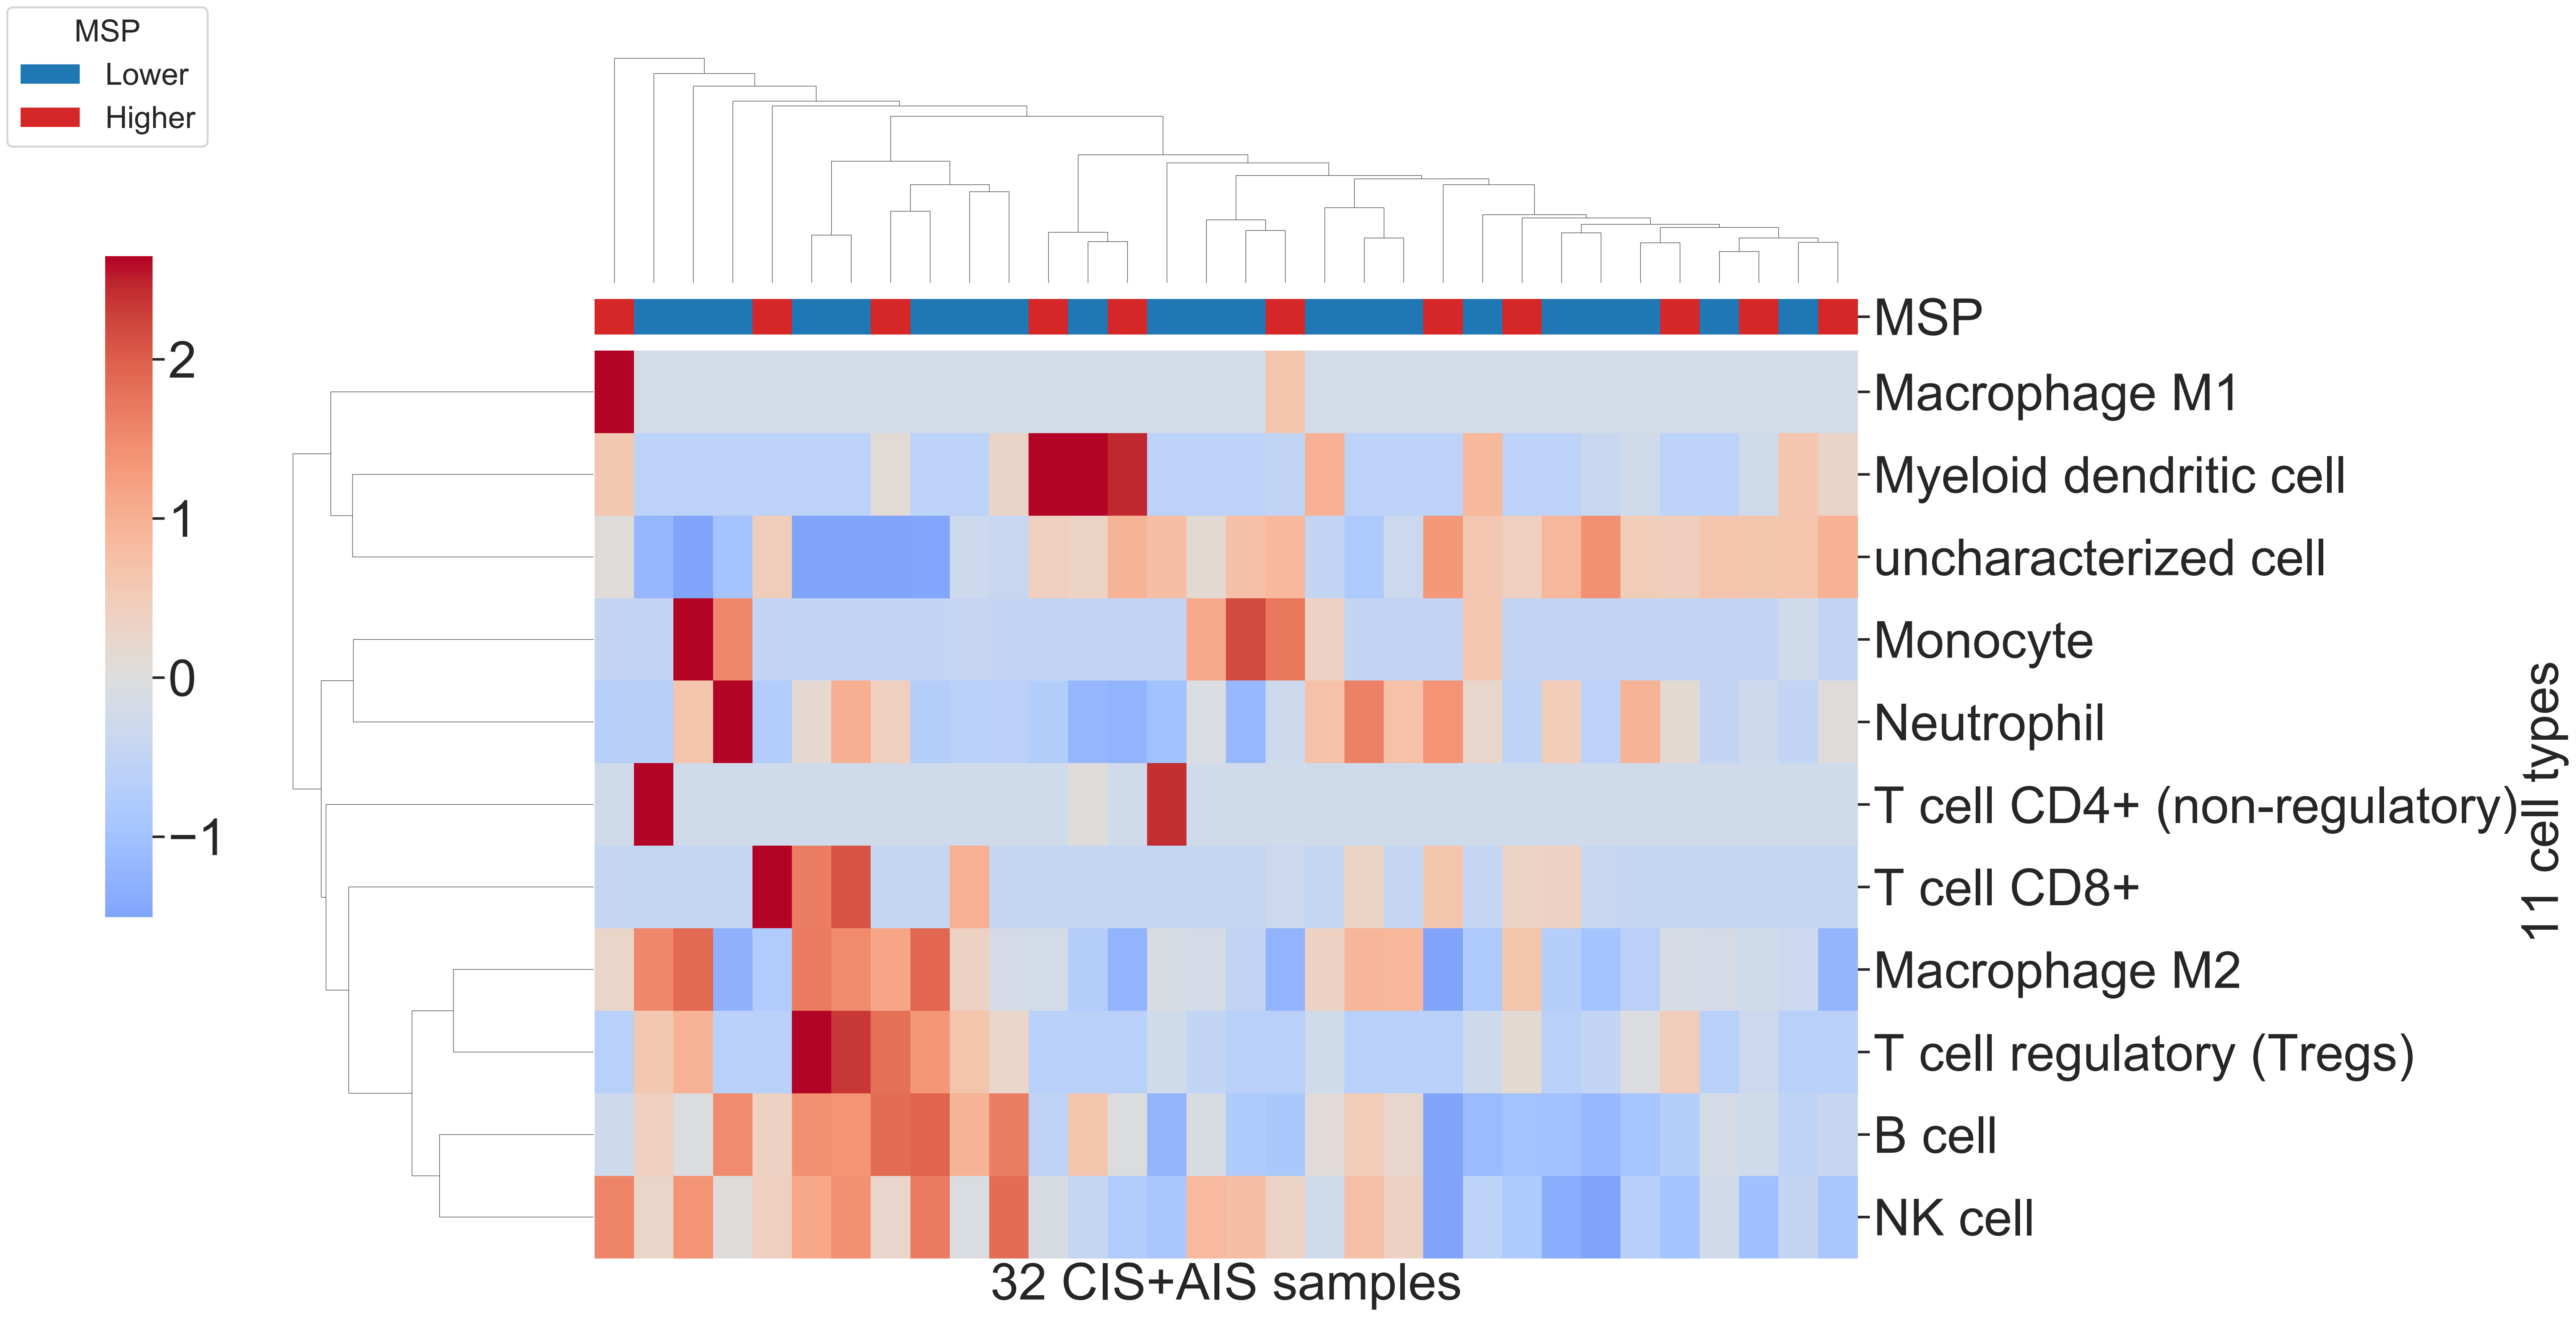 MSP
Lower
Higher
2
1
0
−1
MSP
Macrophage M1
Myeloid dendritic cell
uncharacterized cell
Monocyte
Neutrophil
T cell CD4+ (non-regulatory)
T cell CD8+
Macrophage M2
T cell regulatory (Tregs)
B cell
NK cell
11 cell types
32 CIS+AIS samples